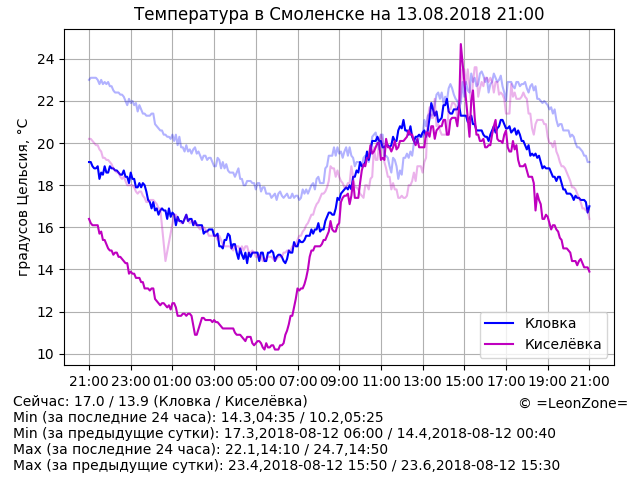 Температура в Смоленске на 13.08.2018 21:00
градусов Цельсия, °C
24
22
20
18
16
14
12
10
21:00 23:00 01:00 03:00 05:00 07:00 09:00 11:00 13:00 15:00 17:00 19:00 21:00
Кловка
Киселёвка
Сейчас: 17.0 / 13.9 (Кловка / Киселёвка)
© =LeonZone=
Min (за последние 24 часа): 14.3,04:35 / 10.2,05:25
Min (за предыдущие сутки): 17.3,2018-08-12 06:00 / 14.4,2018-08-12 00:40
Max (за последние 24 часа): 22.1,14:10 / 24.7,14:50
Max (за предыдущие сутки): 23.4,2018-08-12 15:50 / 23.6,2018-08-12 15:30